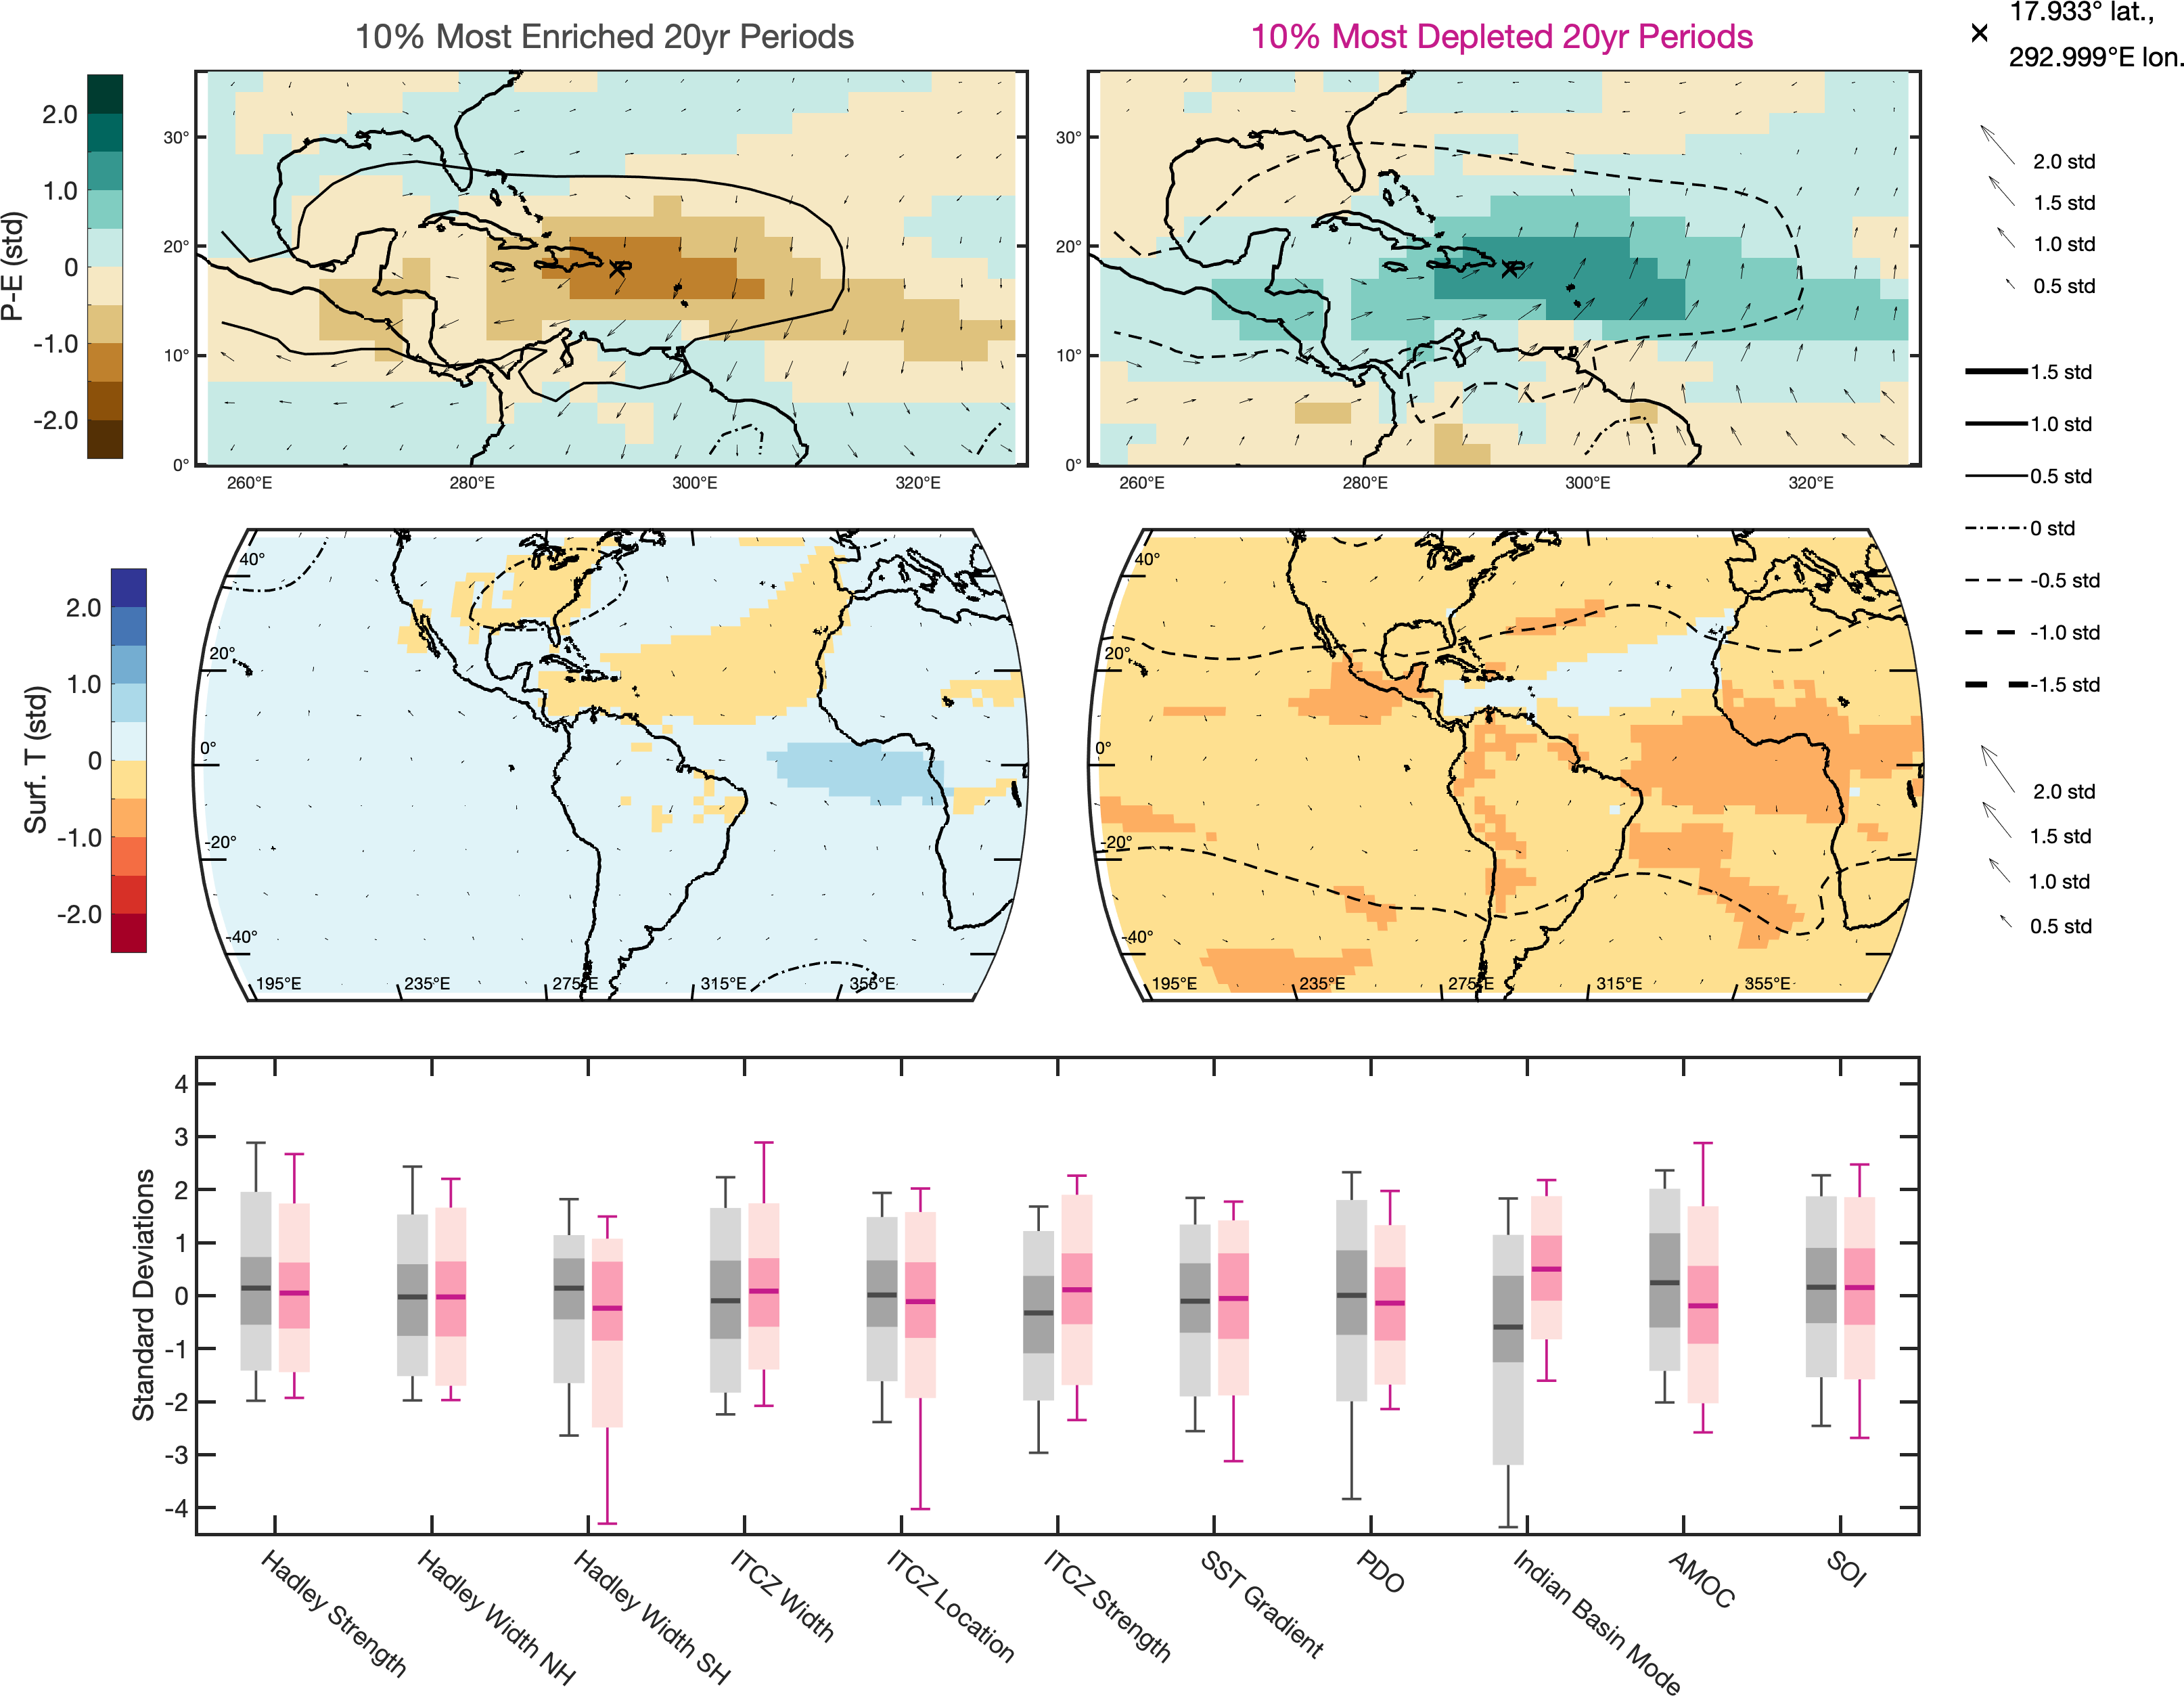 10% Most Enriched 20yr Periods
10% Most Depleted 20yr Periods
17.933° lat.,
292.999°E lon.
P-E (std)
2.0
1.0
0
-1.0
-2.0
30°
20°
10°
0°
260°E
280°E
300°E
320°E
30°
20°
10°
0°
260°E
280°E
300°E
320°E
2.0 std
1.5 std
1.0 std
0.5 std
1.5 std
1.0 std
0.5 std
0 std
-0.5 std
-1.0 std
-1.5 std
Surf. T (std)
2.0
1.0
0
-1.0
-2.0
40°
20°
0°
-20°
-40°
195°E
235°E
275°E
315°E
355°E
40°
20°
0°
-20°
-40°
195°E
235°E
275°E
315°E
355°E
2.0 std
1.5 std
1.0 std
0.5 std
Standard Deviations
4
3
2
1
0
-1
-2
-3
-4
Hadley Strength
Hadley Width NH
Hadley Width SH
ITCZ Width
ITCZ Location
ITCZ Strength
SST Gradient
PDO
Indian Basin Mode
AMOC
SOI